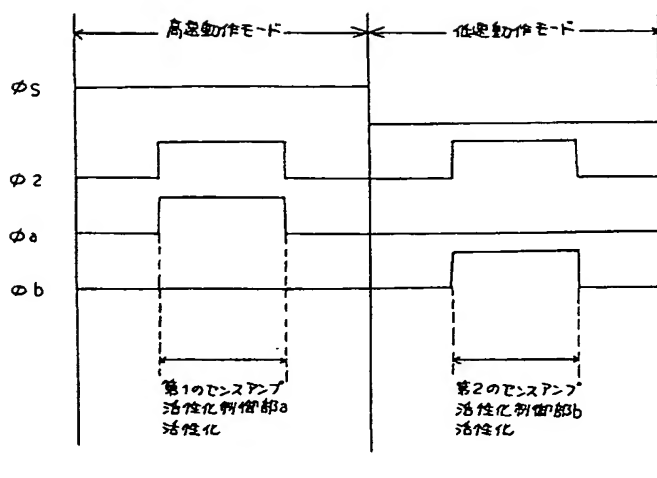 高速動作モード
低速動作モード
φS
φ2
φa
φb
第1のセンスアンプ
活性化制御部a
活性化
第2のセンスアンプ
活性化制御部b
活性化